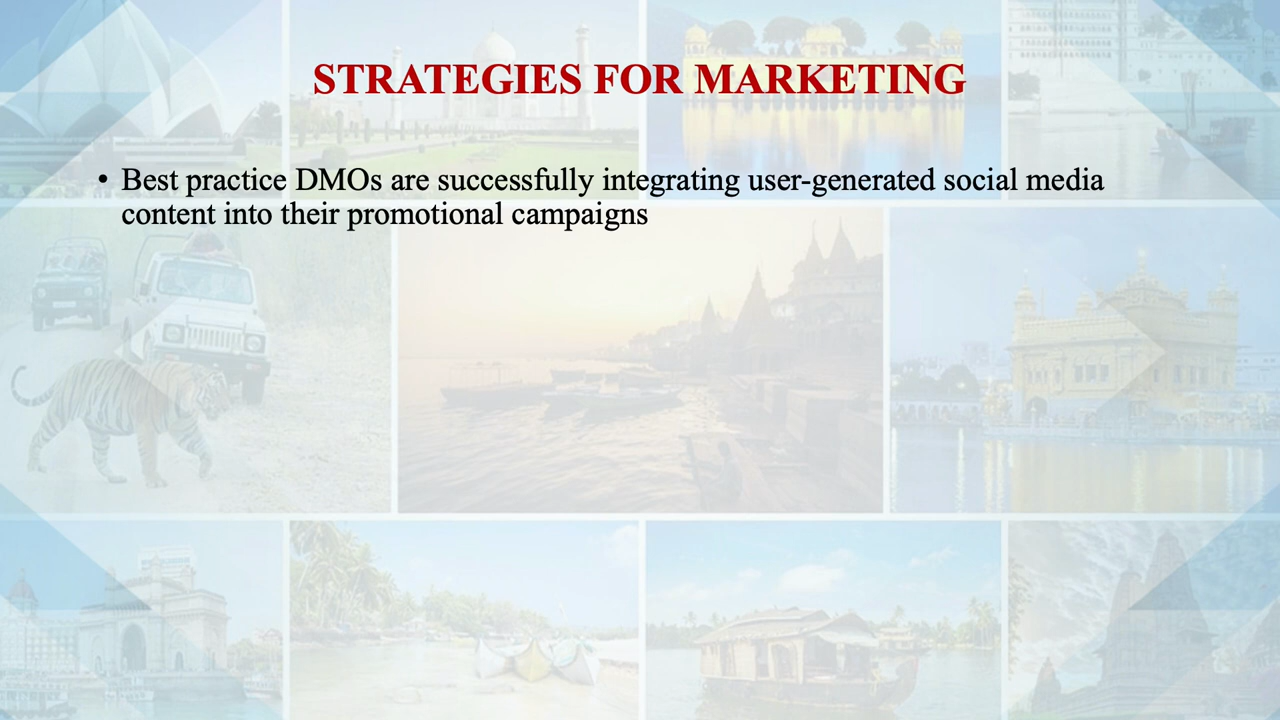 STRATEGIES FOR MARKETING
• Best practice DMOs are successfully integrating user-generated social media
content into their promotional campaigns